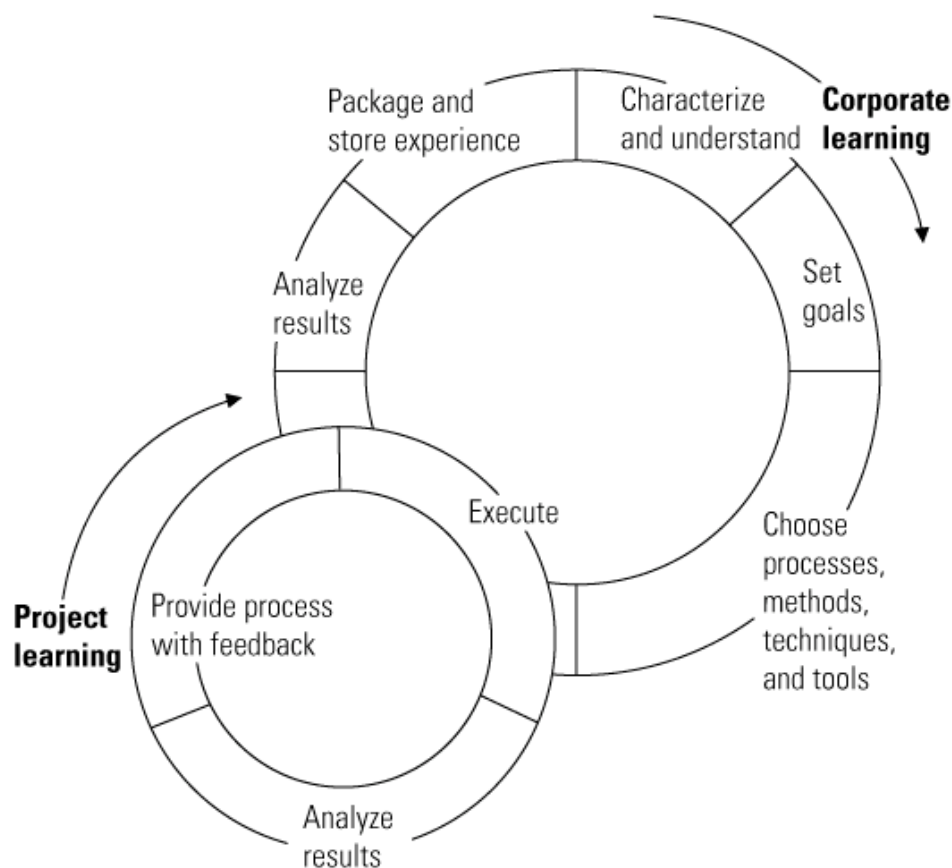 Package and
store experience
Characterize
and understand
Corporate
learning
Set
goals
Analyze
results
Choose
processes,
methods,
techniques,
and tools
Execute
Project
learning
Provide process
with feedback
Analyze
results